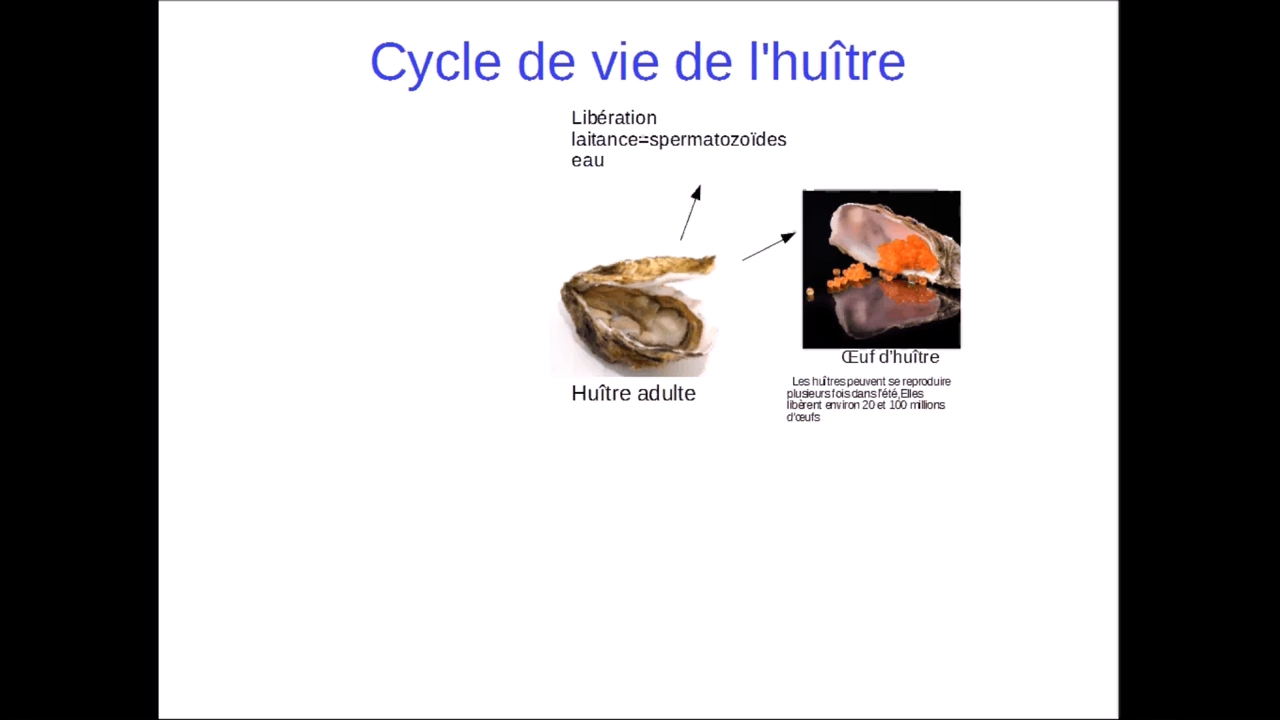 Cycle de vie de l'huître
Libération
laitance=spermatozoïdes
eau
Œuf d'huître
Huître adulte
Les huîtres peuvent se reproduire
plusieurs fois dans l'été,Elles
libèrent environ 20 et 100 millions
d'œufs